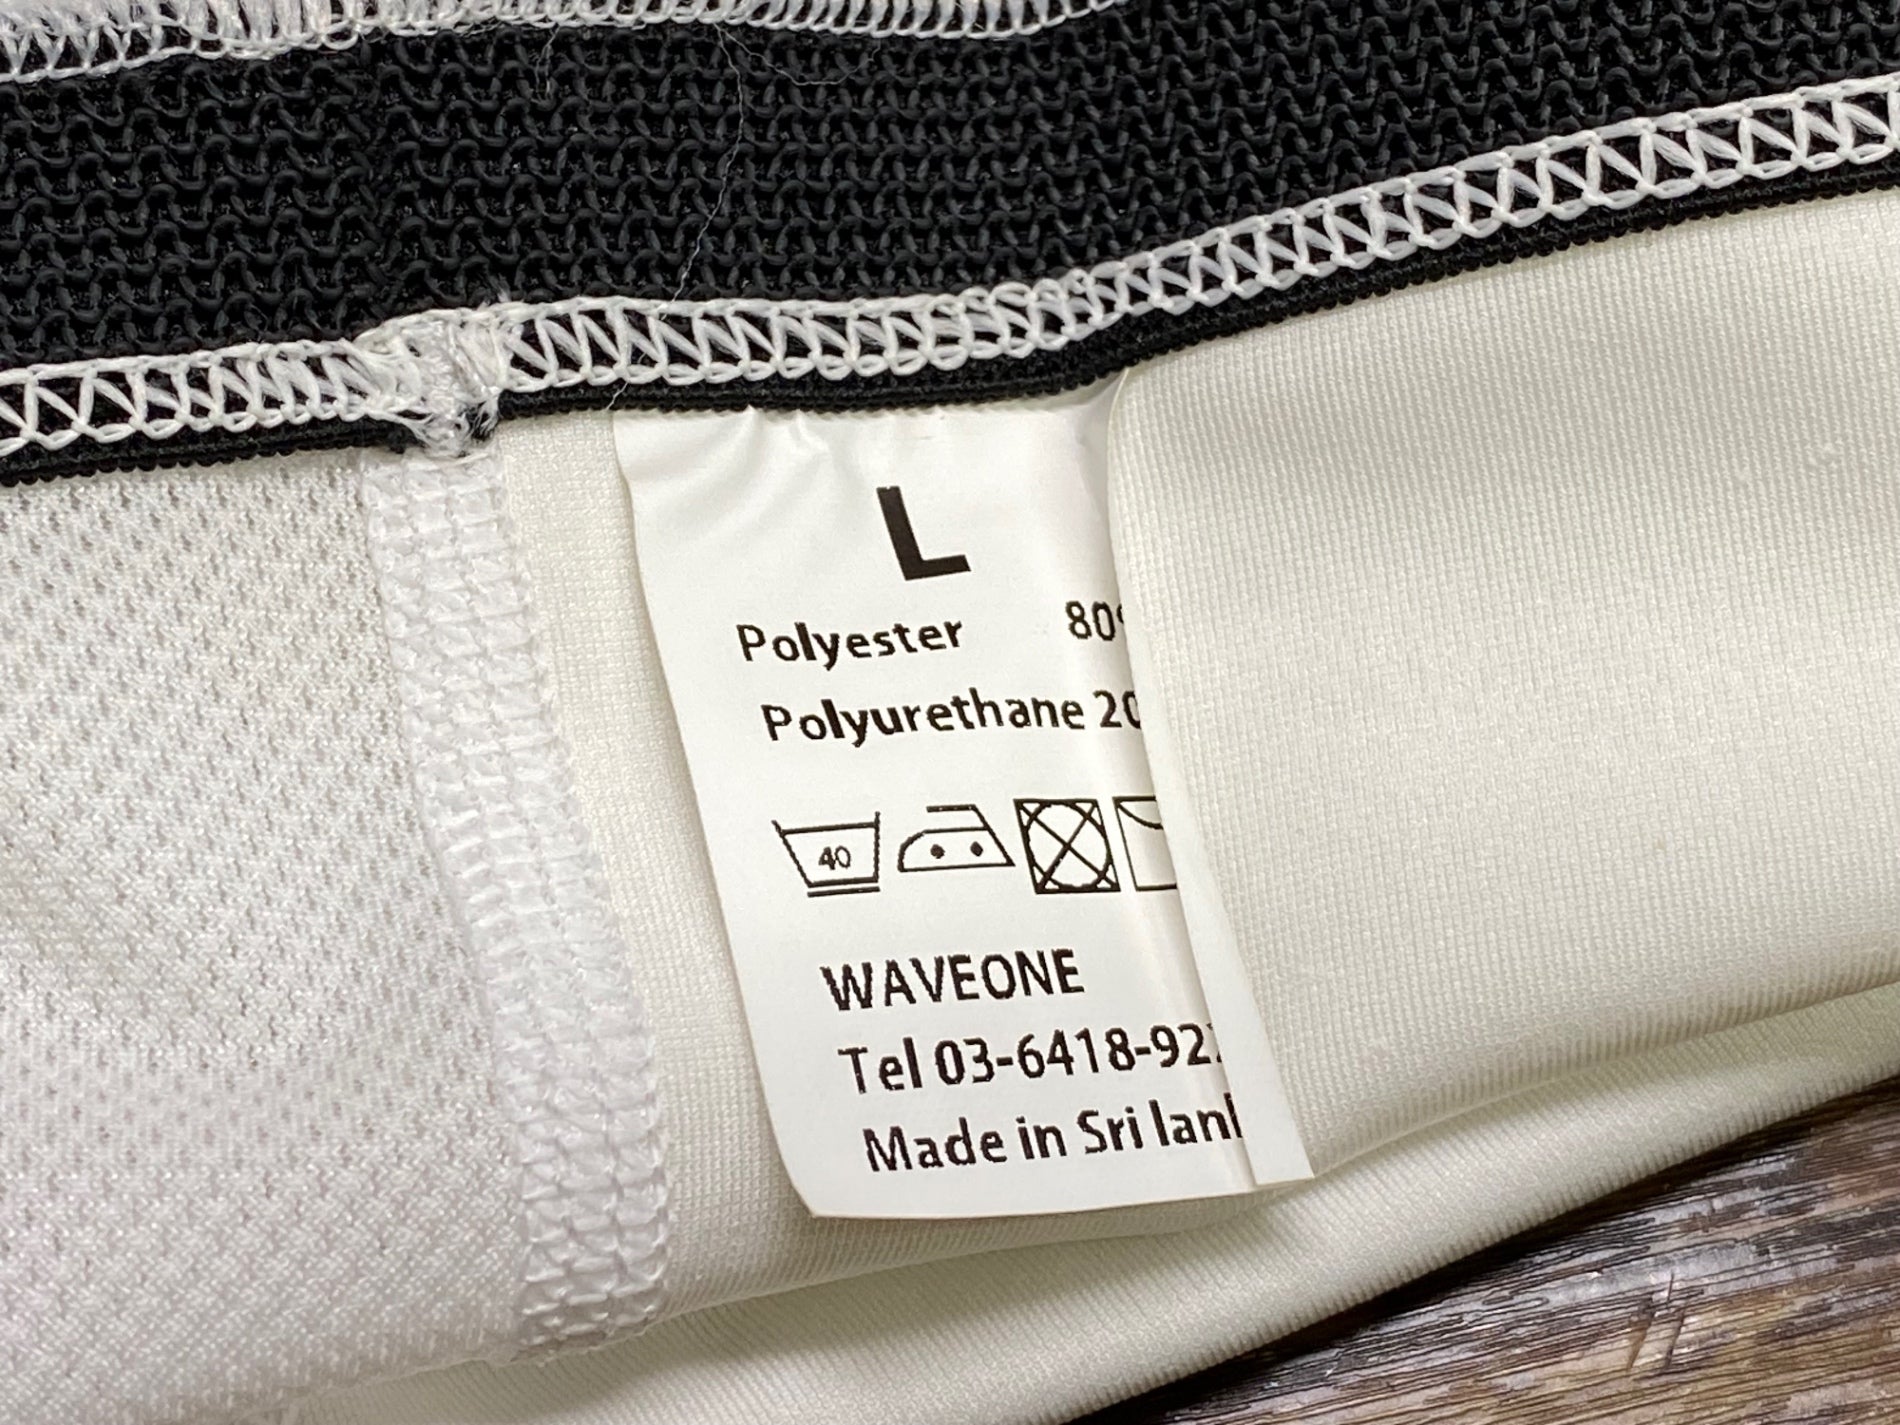 L
Polyester 80
Polyurethane 20
40
WAVEONE
Tel 03-6418-92
Made in Sri lan